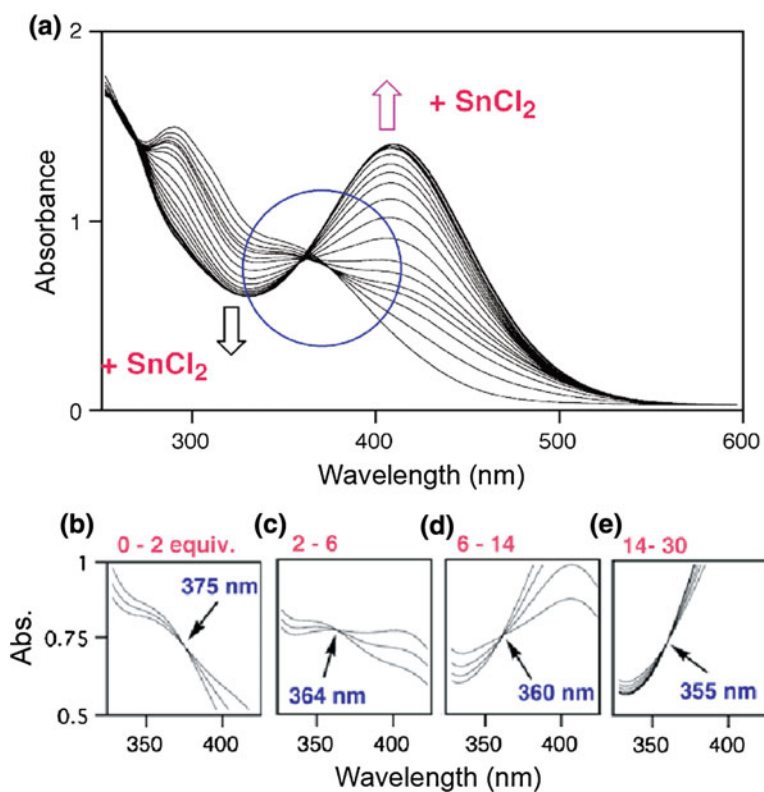 (a)
2
+ SnCl2
1
Absorbance
+ SnCl2
0
300 400 500 600
Wavelength (nm)
(b) (c) (d) (e)
0 - 2 equiv. 2 - 6 6 - 14 14- 30
1
375 nm
Abs.
0.75
364 nm 360 nm 355 nm
0.5
350 400 350 400 350 400 350 400
Wavelength (nm)